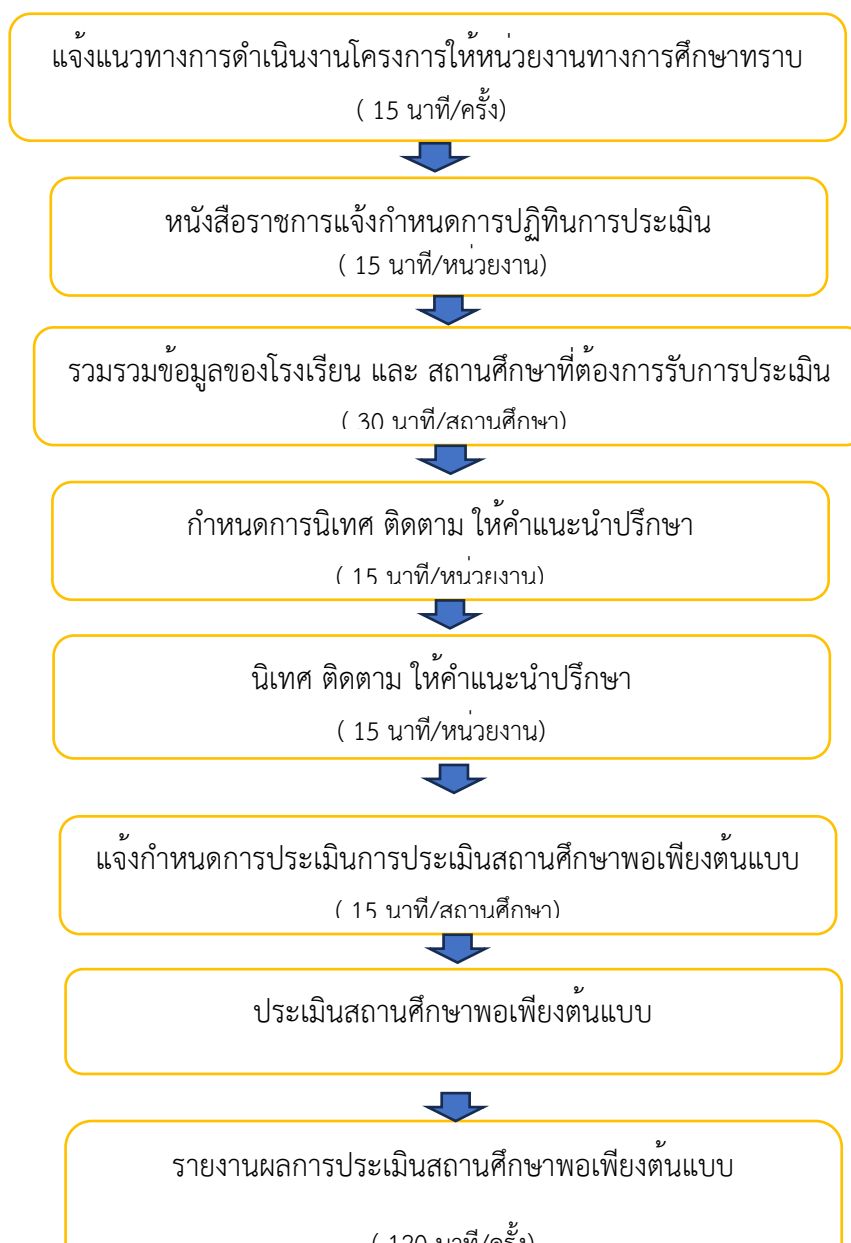 แจ้งแนวทางการดำเนินงานโครงการให้หน่วยงานทางการศึกษาทราบ
( 15 นาที/ครั้ง)
หนังสือราชการแจ้งกำหนดการปฏิทินการประเมิน
( 15 นาที/หน่วยงาน)
รวมรวมข้อมูลของโรงเรียน และ สถานศึกษาที่ต้องการรับการประเมิน
( 30 นาที/สถานศึกษา)
กำหนดการนิเทศ ติดตาม ให้คำแนะนำปรึกษา
( 15 นาที/หน่วยงาน)
นิเทศ ติดตาม ให้คำแนะนำปรึกษา
( 15 นาที/หน่วยงาน)
แจ้งกำหนดการประเมินการประเมินสถานศึกษาพอเพียงต้นแบบ
( 15 นาที/สถานศึกษา)
ประเมินสถานศึกษาพอเพียงต้นแบบ
รายงานผลการประเมินสถานศึกษาพอเพียงต้นแบบ
( 120 นาที/ครั้ง)